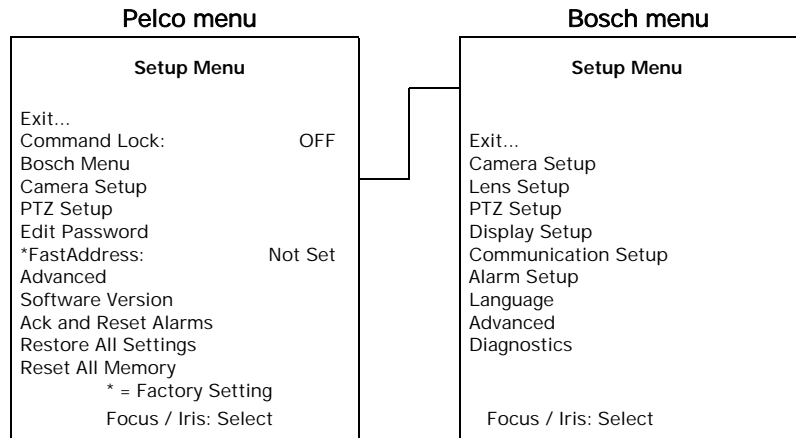 Pelco menu
Setup Menu
Exit...
Command Lock: OFF
Bosch Menu
Camera Setup
PTZ Setup
Edit Password
*FastAddress: Not Set
Advanced
Software Version
Ack and Reset Alarms
Restore All Settings
Reset All Memory
* = Factory Setting
Focus / Iris: Select
Bosch menu
Setup Menu
Exit...
Camera Setup
Lens Setup
PTZ Setup
Display Setup
Communication Setup
Alarm Setup
Language
Advanced
Diagnostics
Focus / Iris: Select